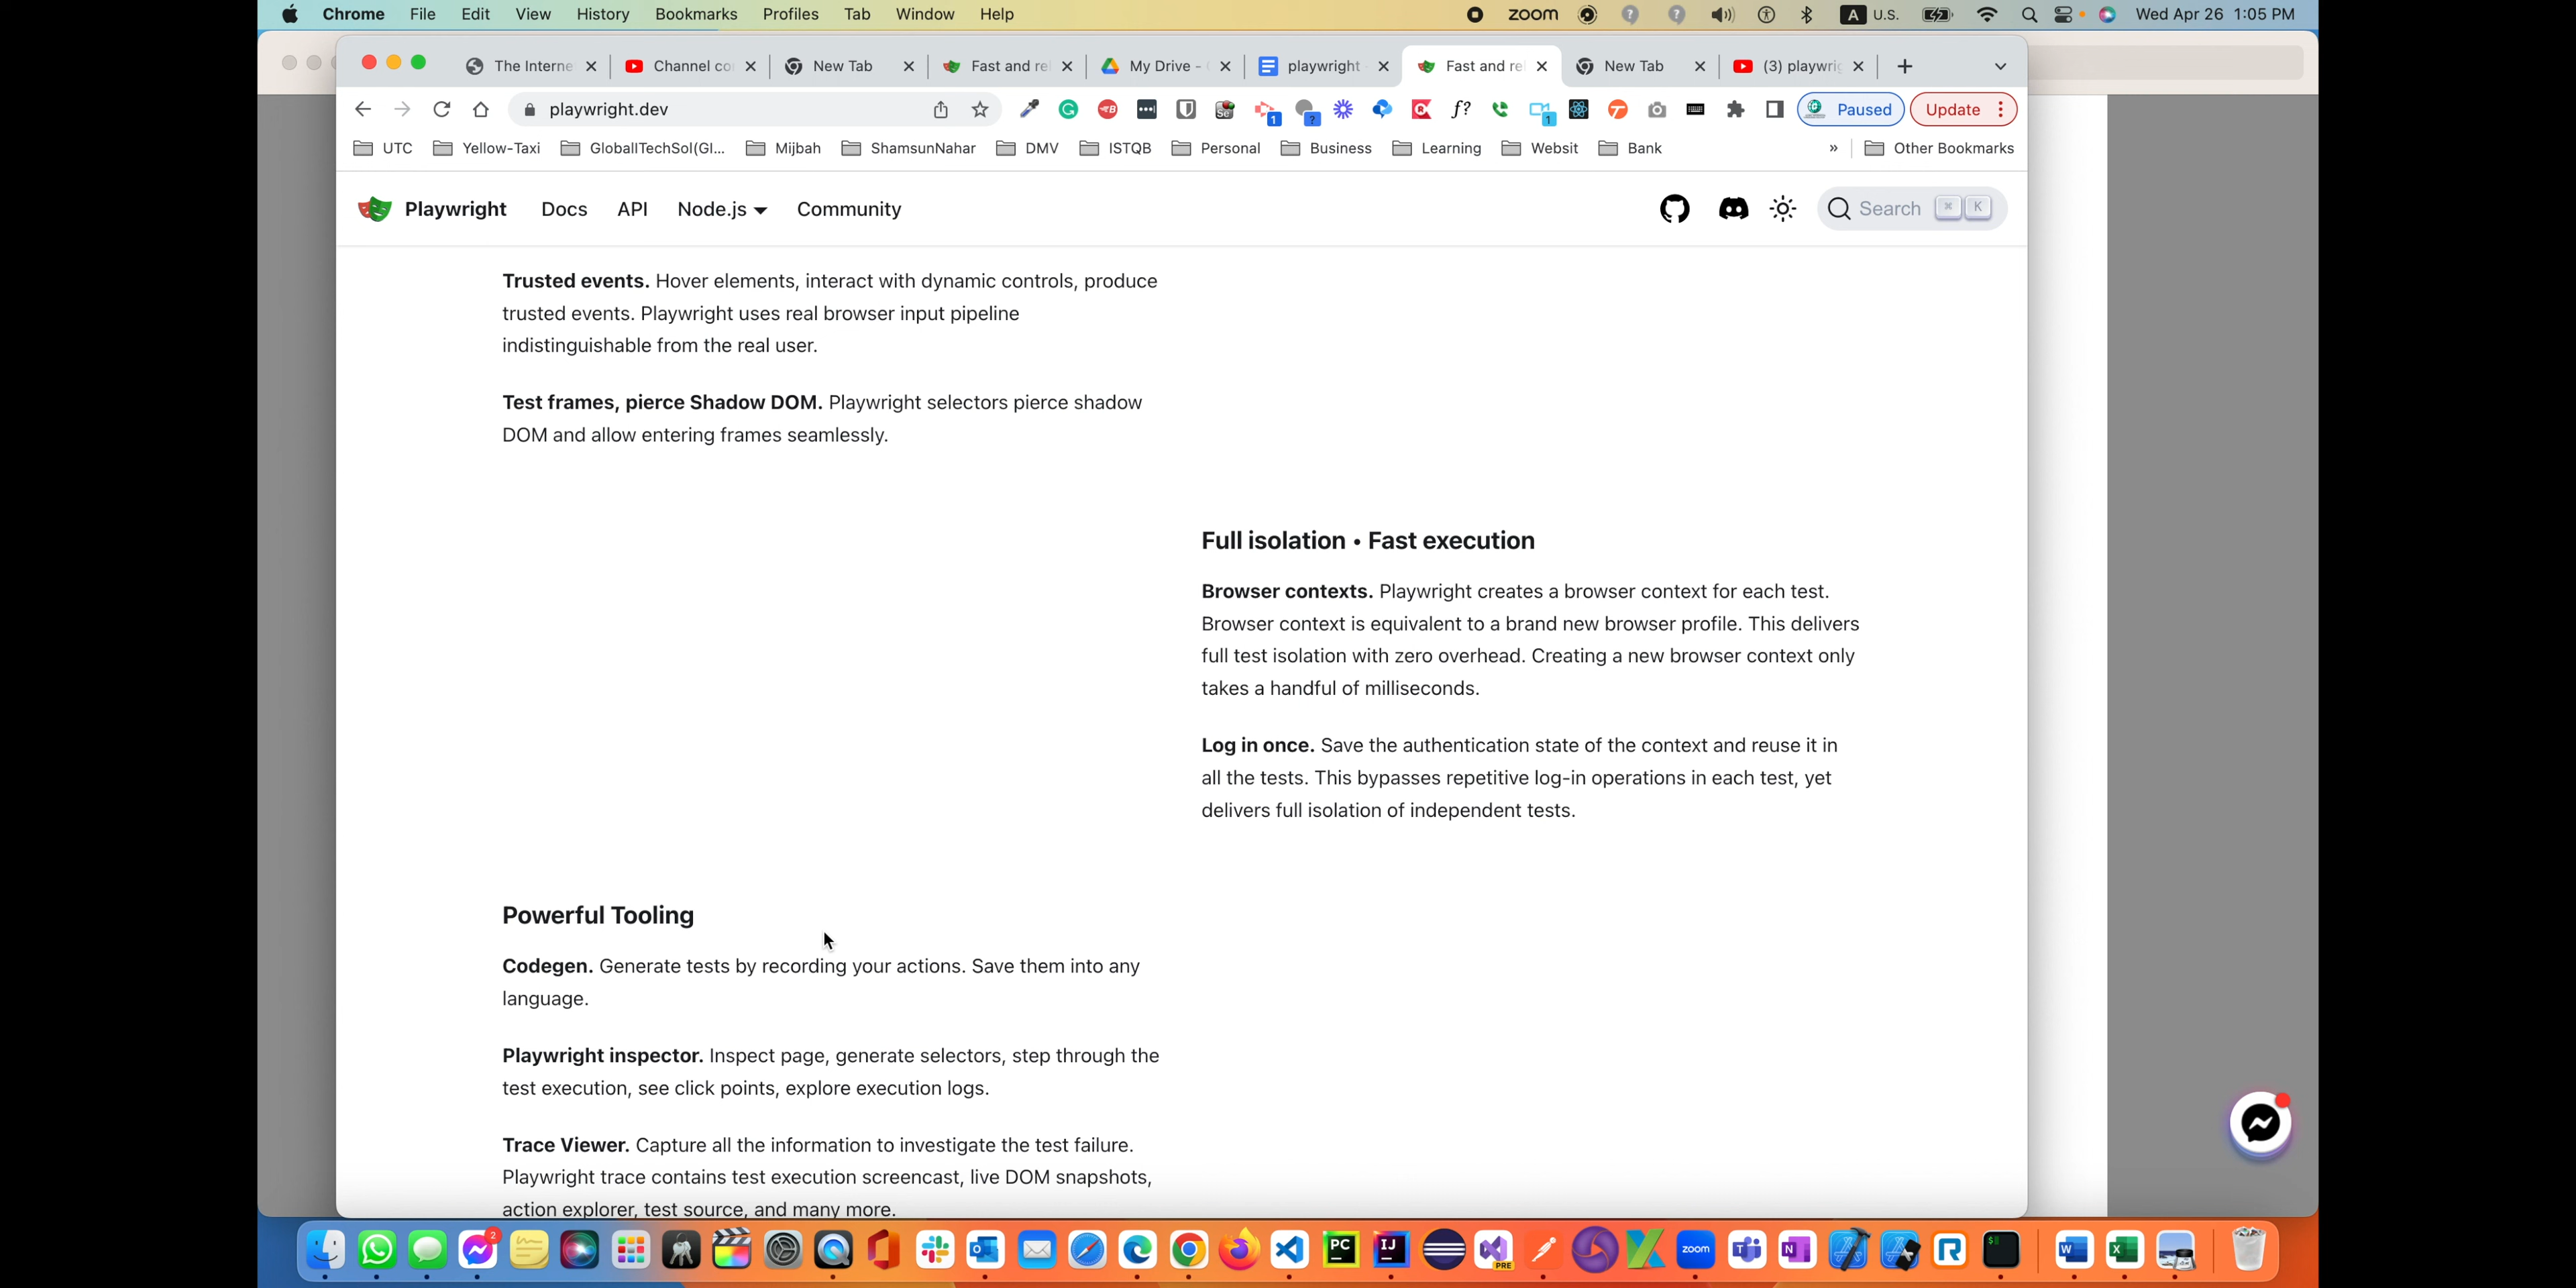 Chrome File Edit View History Bookmarks Profiles Tab Window Help
zoom A U.S. Wed Apr 26 1:05 PM
The Interne
Channel co
New Tab
Fast and re
My Drive -
playwright
Fast and re
New Tab
(3) playwri
playwright.dev
Paused
Update
UTC Yellow-Taxi GlobalITechSol(Gl... Mijbah ShamsunNahar DMV ISTQB Personal Business Learning Websit Bank » Other Bookmarks
Playwright Docs API Node.js Community Search ⌘ K
Trusted events. Hover elements, interact with dynamic controls, produce
trusted events. Playwright uses real browser input pipeline
indistinguishable from the real user.
Test frames, pierce Shadow DOM. Playwright selectors pierce shadow
DOM and allow entering frames seamlessly.
Full isolation • Fast execution
Browser contexts. Playwright creates a browser context for each test.
Browser context is equivalent to a brand new browser profile. This delivers
full test isolation with zero overhead. Creating a new browser context only
takes a handful of milliseconds.
Log in once. Save the authentication state of the context and reuse it in
all the tests. This bypasses repetitive log-in operations in each test, yet
delivers full isolation of independent tests.
Powerful Tooling
Codegen. Generate tests by recording your actions. Save them into any
language.
Playwright inspector. Inspect page, generate selectors, step through the
test execution, see click points, explore execution logs.
Trace Viewer. Capture all the information to investigate the test failure.
Playwright trace contains test execution screencast, live DOM snapshots,
action explorer, test source, and many more.
2 PC IJ PRE zoom